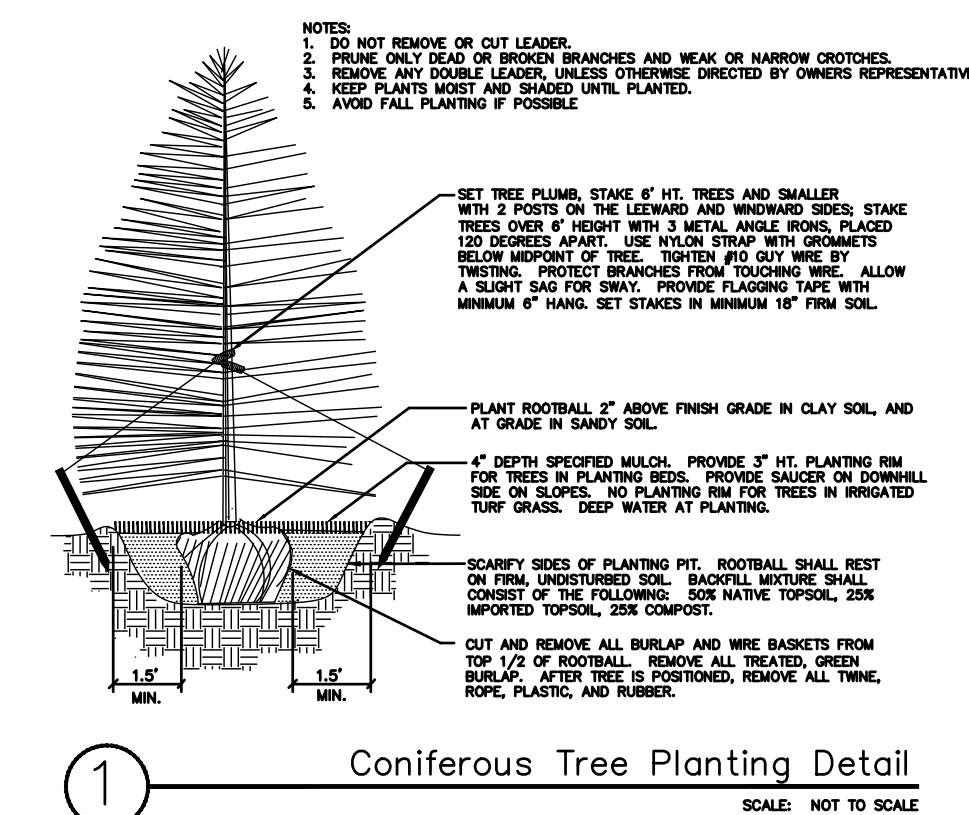 NOTES:
1. DO NOT REMOVE OR CUT LEADER.
2. PRUNE ONLY DEAD OR BROKEN BRANCHES AND WEAK OR NARROW CROTCHES.
3. REMOVE ANY DOUBLE LEADER, UNLESS OTHERWISE DIRECTED BY OWNERS REPRESENTATIV
4. KEEP PLANTS MOIST AND SHADED UNTIL PLANTED.
5. AVOID FALL PLANTING IF POSSIBLE
SET TREE PLUMB, STAKE 6' HT. TREES AND SMALLER
WITH 2 POSTS ON THE LEEWARD AND WINDWARD SIDES; STAKE
TREES OVER 6' HEIGHT WITH 3 METAL ANGLE IRONS, PLACED
120 DEGREES APART. USE NYLON STRAP WITH GROMMETS
BELOW MIDPOINT OF TREE. TIGHTEN #10 GUY WIRE BY
TWISTING. PROTECT BRANCHES FROM TOUCHING WIRE. ALLOW
A SLIGHT SAG FOR SWAY. PROVIDE FLAGGING TAPE WITH
MINIMUM 6" HANG. SET STAKES IN MINIMUM 18" FIRM SOIL.
PLANT ROOTBALL 2" ABOVE FINISH GRADE IN CLAY SOIL, AND
AT GRADE IN SANDY SOIL.
4" DEPTH SPECIFIED MULCH. PROVIDE 3" HT. PLANTING RIM
FOR TREES IN PLANTING BEDS. PROVIDE SAUCER ON DOWNHILL
SIDE ON SLOPES. NO PLANTING RIM FOR TREES IN IRRIGATED
TURF GRASS. DEEP WATER AT PLANTING.
SCARIFY SIDES OF PLANTING PIT. ROOTBALL SHALL REST
ON FIRM, UNDISTURBED SOIL. BACKFILL MIXTURE SHALL
CONSIST OF THE FOLLOWING: 50% NATIVE TOPSOIL, 25%
IMPORTED TOPSOIL, 25% COMPOST.
CUT AND REMOVE ALL BURLAP AND WIRE BASKETS FROM
TOP 1/2 OF ROOTBALL. REMOVE ALL TREATED, GREEN
BURLAP. AFTER TREE IS POSITIONED, REMOVE ALL TWINE,
ROPE, PLASTIC, AND RUBBER.
1.5'
MIN.
1.5'
MIN.
1
Coniferous Tree Planting Detail
SCALE: NOT TO SCALE